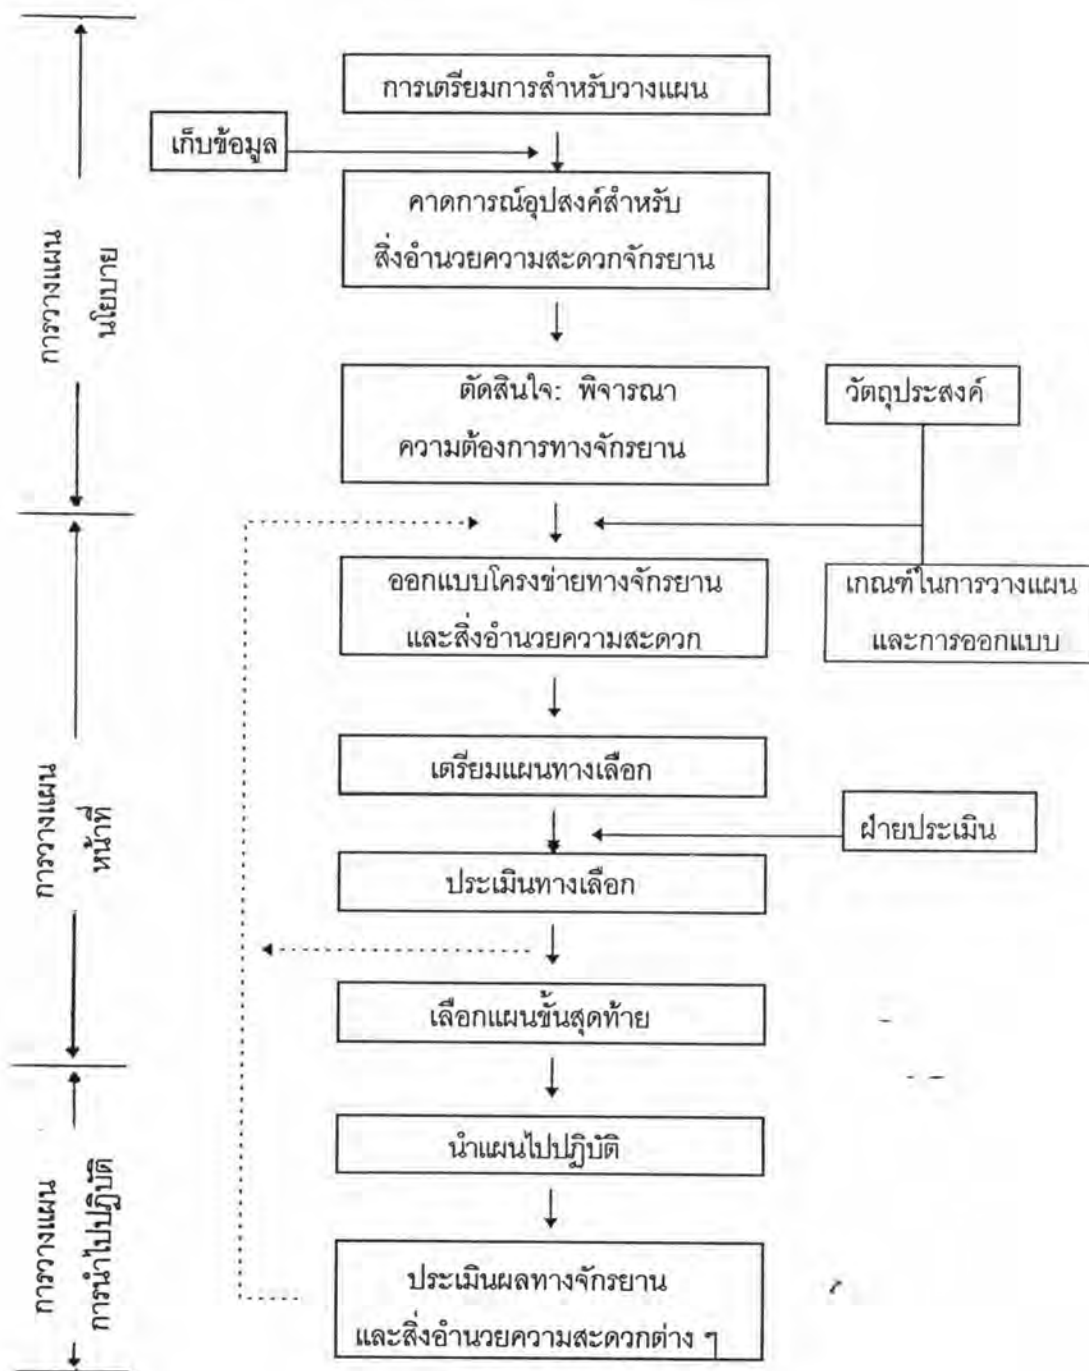 การเตรียมการสำหรับวางแผน
เก็บข้อมูล
คาดการณ์อุปสงค์สำหรับ
สิ่งอำนวยความสะดวกจักรยาน
การวางแผน
นโยบาย
ตัดสินใจ: พิจารณา
ความต้องการทางจักรยาน
วัตถุประสงค์
ออกแบบโครงข่ายทางจักรยาน
และสิ่งอำนวยความสะดวก
เกณฑ์ในการวางแผน
และการออกแบบ
เตรียมแผนทางเลือก
การวางแผน
หน้าที่
ฝ่ายประเมิน
ประเมินทางเลือก
เลือกแผนขั้นสุดท้าย
นำแผนไปปฏิบัติ
การวางแผน
การนำไปปฏิบัติ
ประเมินผลทางจักรยาน
และสิ่งอำนวยความสะดวกต่าง ๆ